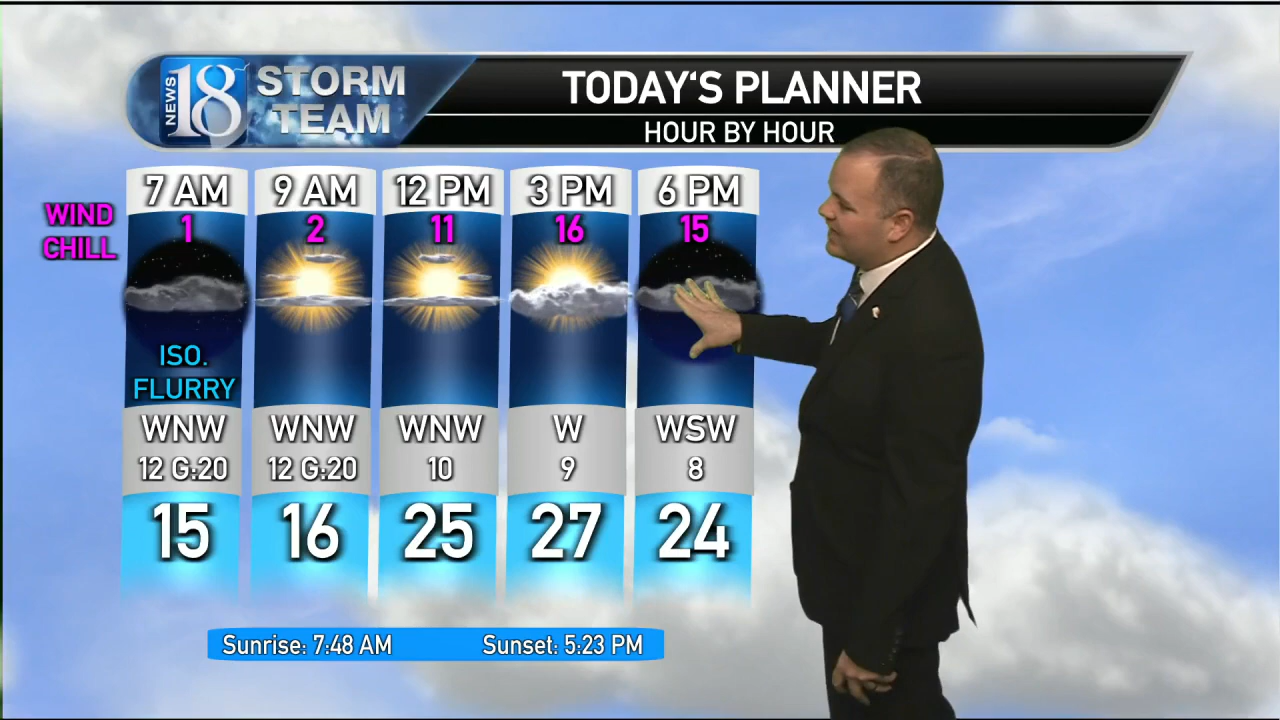 NEWS 18 STORM TEAM
TODAY'S PLANNER
HOUR BY HOUR
7 AM 9 AM 12 PM 3 PM 6 PM
WIND CHILL 1 2 11 16 15
ISO. FLURRY
WNW WNW WNW W WSW
12 G:20 12 G:20 10 9 8
15 16 25 27 24
Sunrise: 7:48 AM Sunset: 5:23 PM